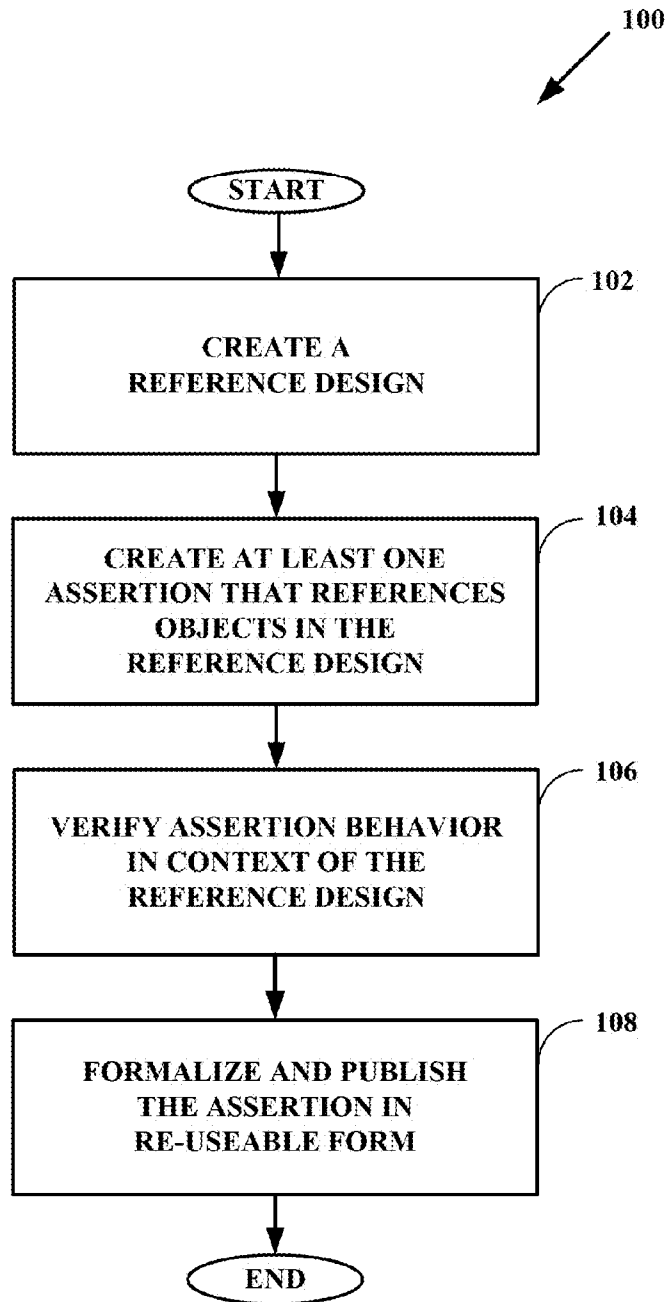 100
START
102
CREATE A
REFERENCE DESIGN
104
CREATE AT LEAST ONE
ASSERTION THAT REFERENCES
OBJECTS IN THE
REFERENCE DESIGN
106
VERIFY ASSERTION BEHAVIOR
IN CONTEXT OF THE
REFERENCE DESIGN
108
FORMALIZE AND PUBLISH
THE ASSERTION IN
RE-USEABLE FORM
END